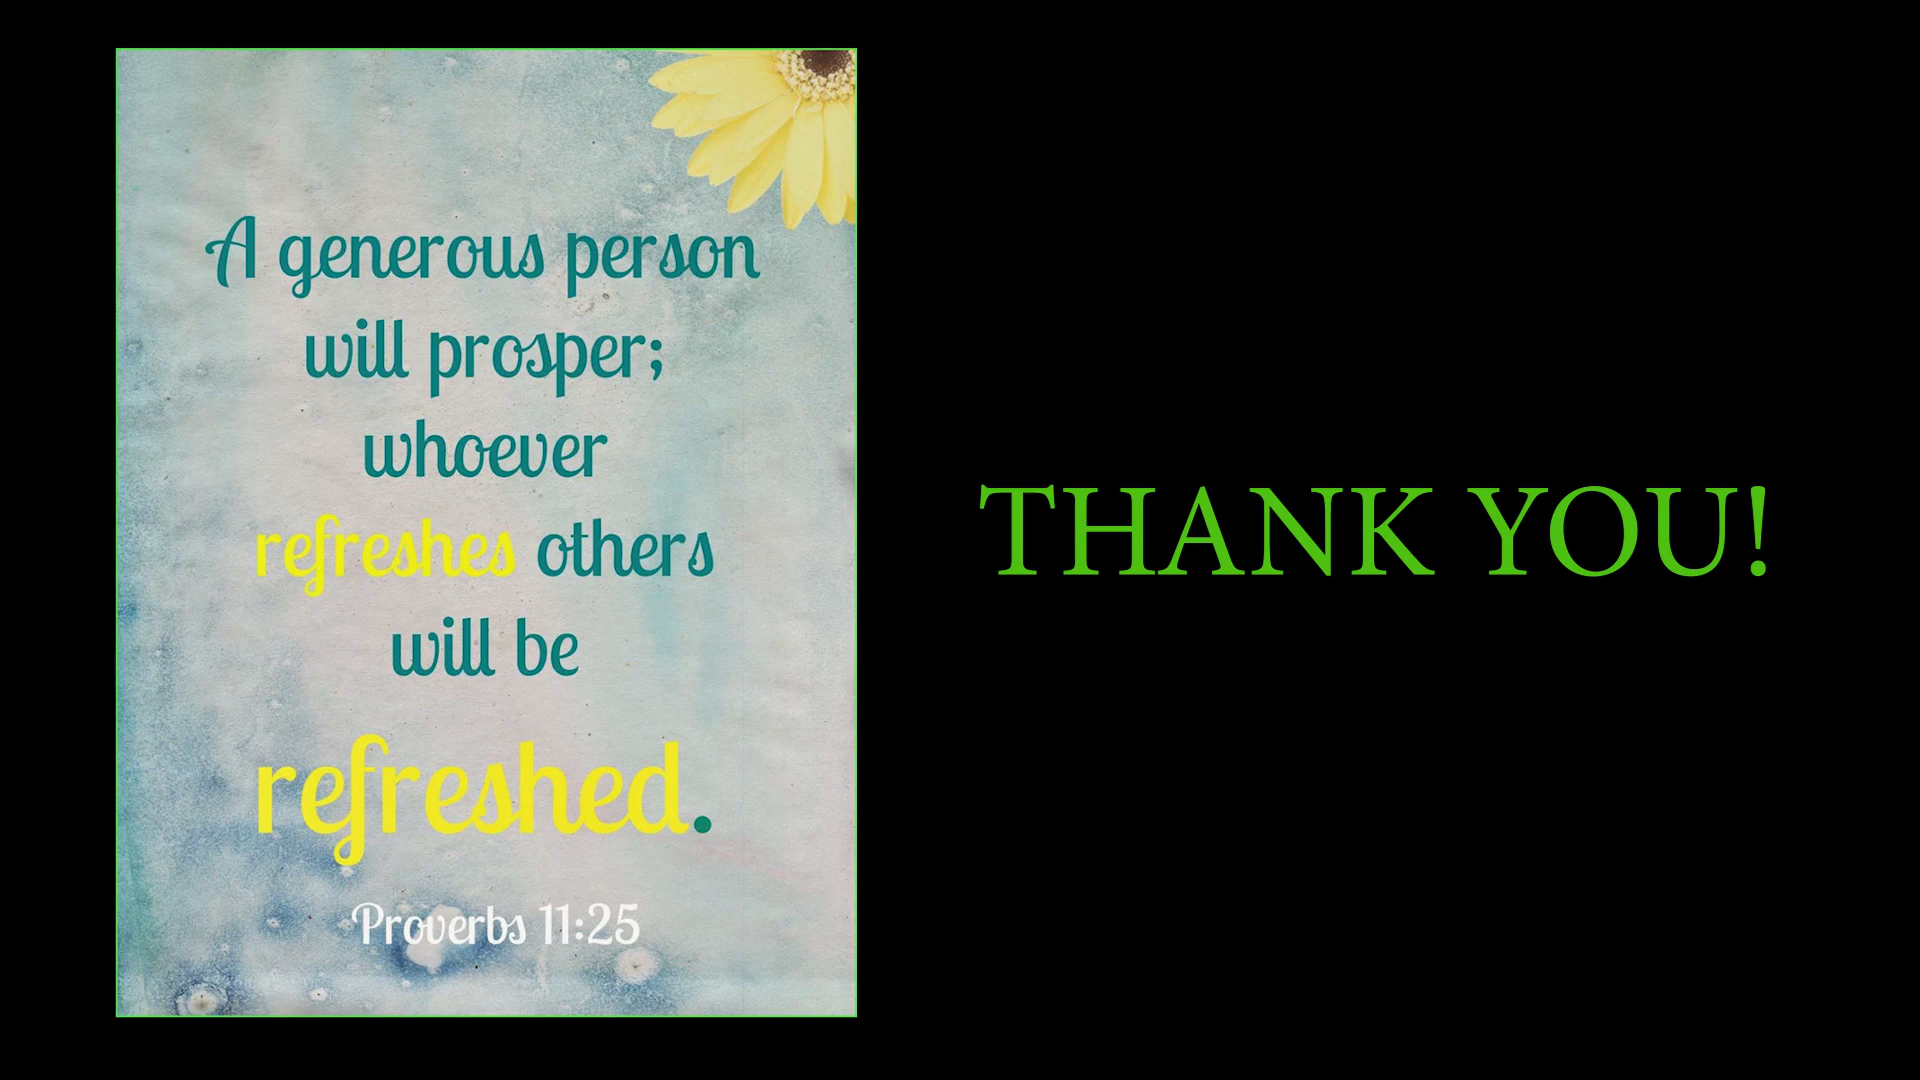 A generous person
will prosper;
whoever
refreshes others
will be
refreshed.
Proverbs 11:25
THANK YOU!